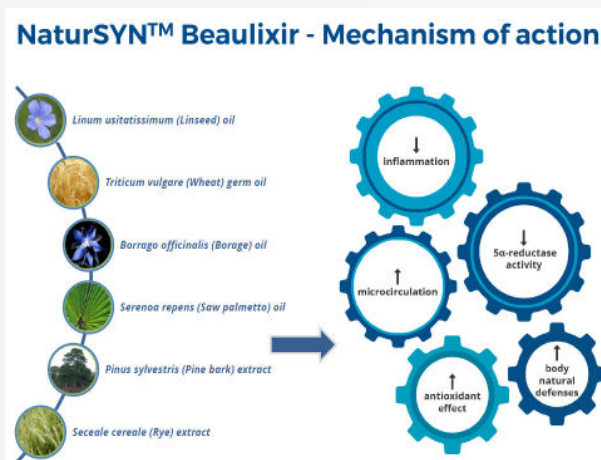 NaturSYN™ Beaulixir - Mechanism of action
Linum usitatissimum (Linseed) oil
Triticum vulgare (Wheat) germ oil
Borrago officinalis (Borage) oil
Serenoa repens (Saw palmetto) oil
Pinus sylvestris (Pine bark) extract
Seceale cereale (Rye) extract
↓
inflammation
↓
5α-reductase
activity
↑
microcirculation
↑
antioxidant
effect
↑
body
natural
defenses